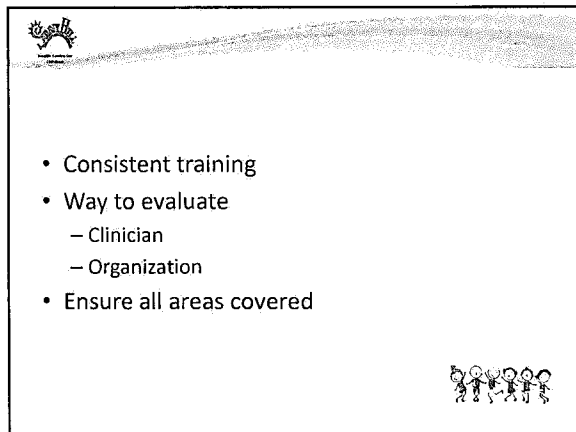 • Consistent training
• Way to evaluate
– Clinician
– Organization
• Ensure all areas covered